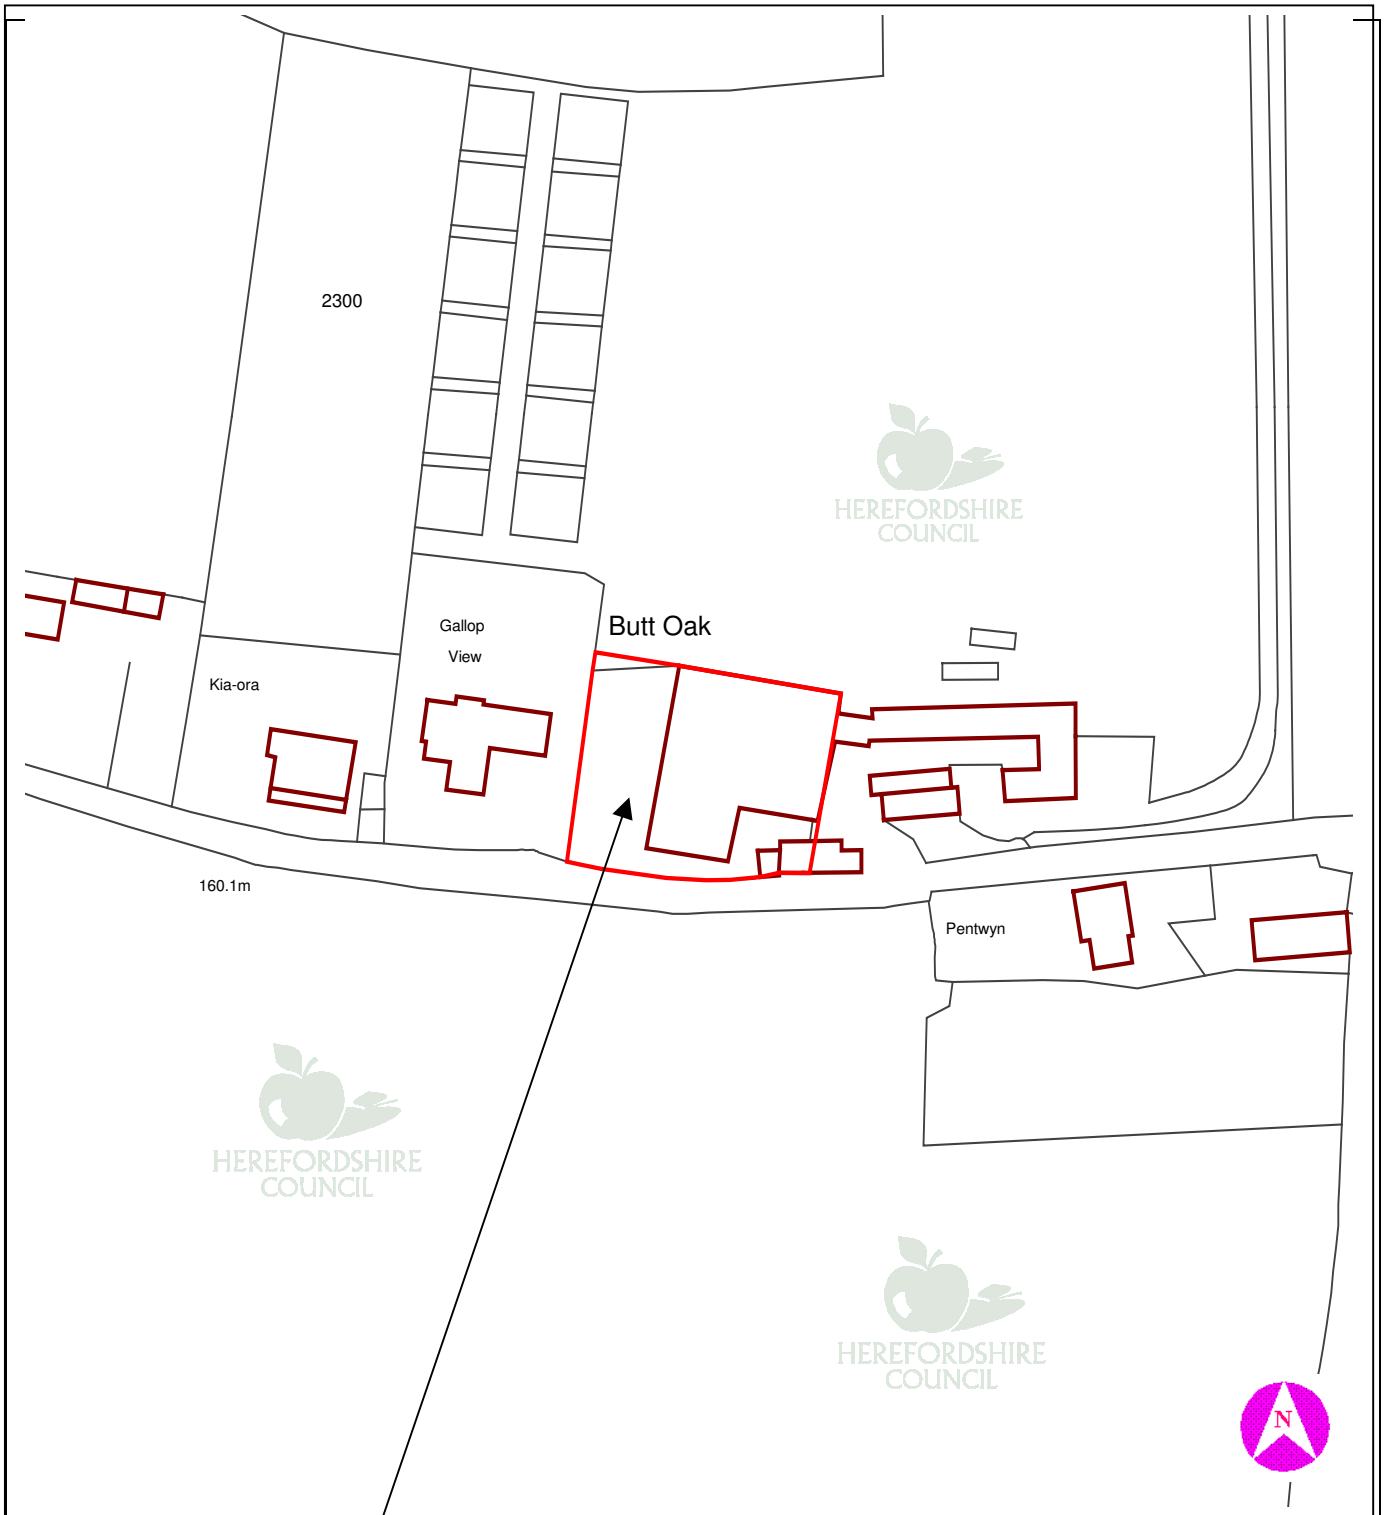 2300
HEREFORDSHIRE
COUNCIL
Gallop
View
Butt Oak
Kia-ora
160.1m
Pentwyn
HEREFORDSHIRE
COUNCIL
HEREFORDSHIRE
COUNCIL
N